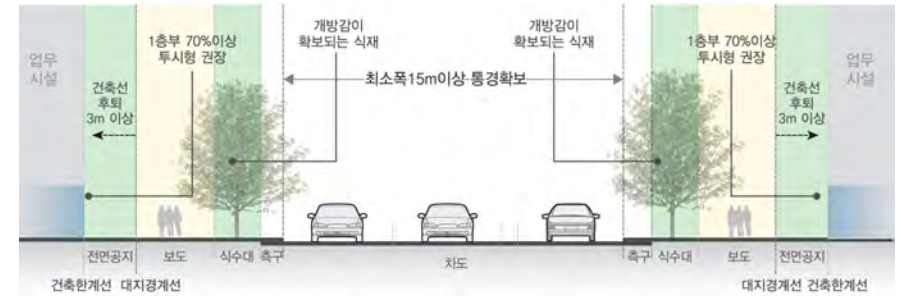 개방감이
확보되는 식재
개방감이
확보되는 식재
1층부 70%이상
투시형 권장
1층부 70%이상
투시형 권장
업무
시설
업무
시설
최소폭15m이상 통경확보
건축선
후퇴
3m 이상
건축선
후퇴
3m 이상
전면공지 보도 식수대 측구 차도 측구 식수대 보도 전면공지
건축한계선 대지경계선 대지경계선 건축한계선